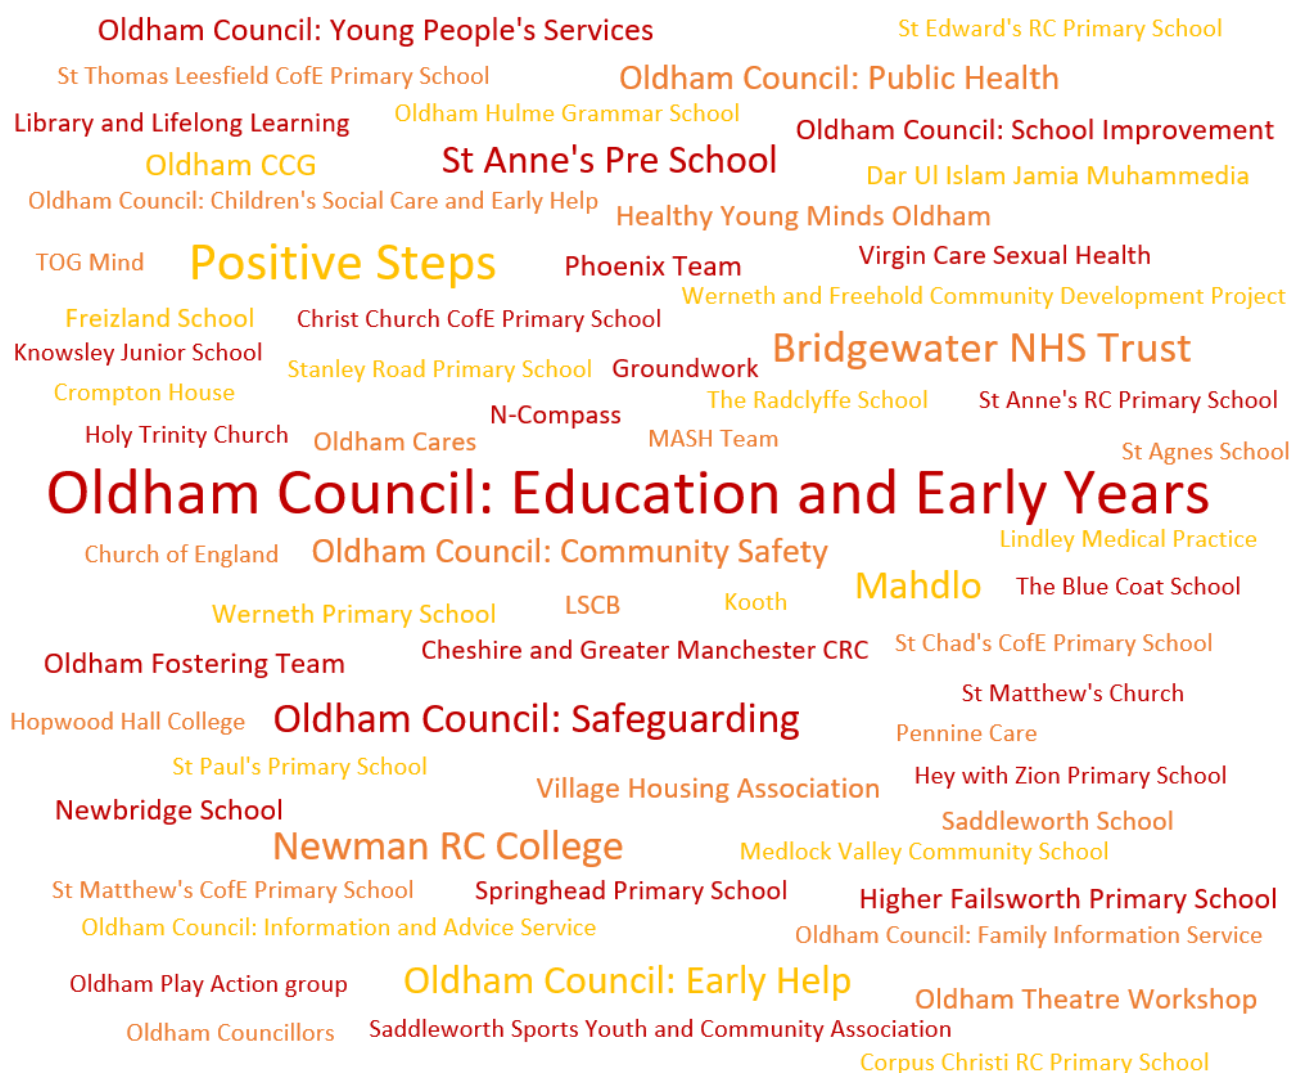 Oldham Council: Young People's Services
St Edward's RC Primary School
St Thomas Leesfield CofE Primary School
Oldham Council: Public Health
Library and Lifelong Learning
Oldham Hulme Grammar School
Oldham Council: School Improvement
Oldham CCG
St Anne's Pre School
Dar Ul Islam Jamia Muhammedia
Oldham Council: Children's Social Care and Early Help
Healthy Young Minds Oldham
TOG Mind
Positive Steps
Phoenix Team
Virgin Care Sexual Health
Werneth and Freehold Community Development Project
Freizland School
Christ Church CofE Primary School
Knowsley Junior School
Stanley Road Primary School
Groundwork
Bridgewater NHS Trust
Crompton House
N-Compass
The Radclyffe School
St Anne's RC Primary School
Holy Trinity Church
Oldham Cares
MASH Team
St Agnes School
Oldham Council: Education and Early Years
Church of England
Oldham Council: Community Safety
Lindley Medical Practice
Mahdlo
The Blue Coat School
Werneth Primary School
LSCB
Kooth
Oldham Fostering Team
Cheshire and Greater Manchester CRC
St Chad's CofE Primary School
St Matthew's Church
Hopwood Hall College
Oldham Council: Safeguarding
Pennine Care
St Paul's Primary School
Village Housing Association
Hey with Zion Primary School
Newbridge School
Saddleworth School
Newman RC College
Medlock Valley Community School
St Matthew's CofE Primary School
Springhead Primary School
Higher Failsworth Primary School
Oldham Council: Information and Advice Service
Oldham Council: Family Information Service
Oldham Play Action group
Oldham Council: Early Help
Oldham Theatre Workshop
Oldham Councillors
Saddleworth Sports Youth and Community Association
Corpus Christi RC Primary School